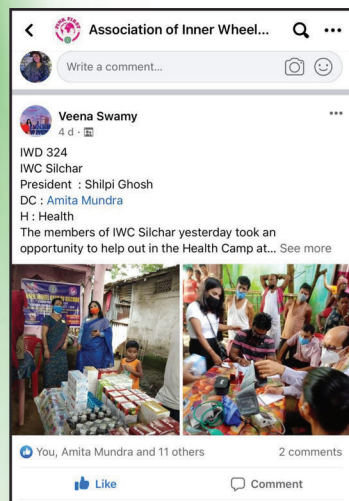 Association of Inner Wheel...
Write a comment...
Veena Swamy
4 d ·
IWD 324
IWC Silchar
President : Shilpi Ghosh
DC : Amita Mundra
H : Health
The members of IWC Silchar yesterday took an
opportunity to help out in the Health Camp at... See more
You, Amita Mundra and 11 others 2 comments
Like Comment